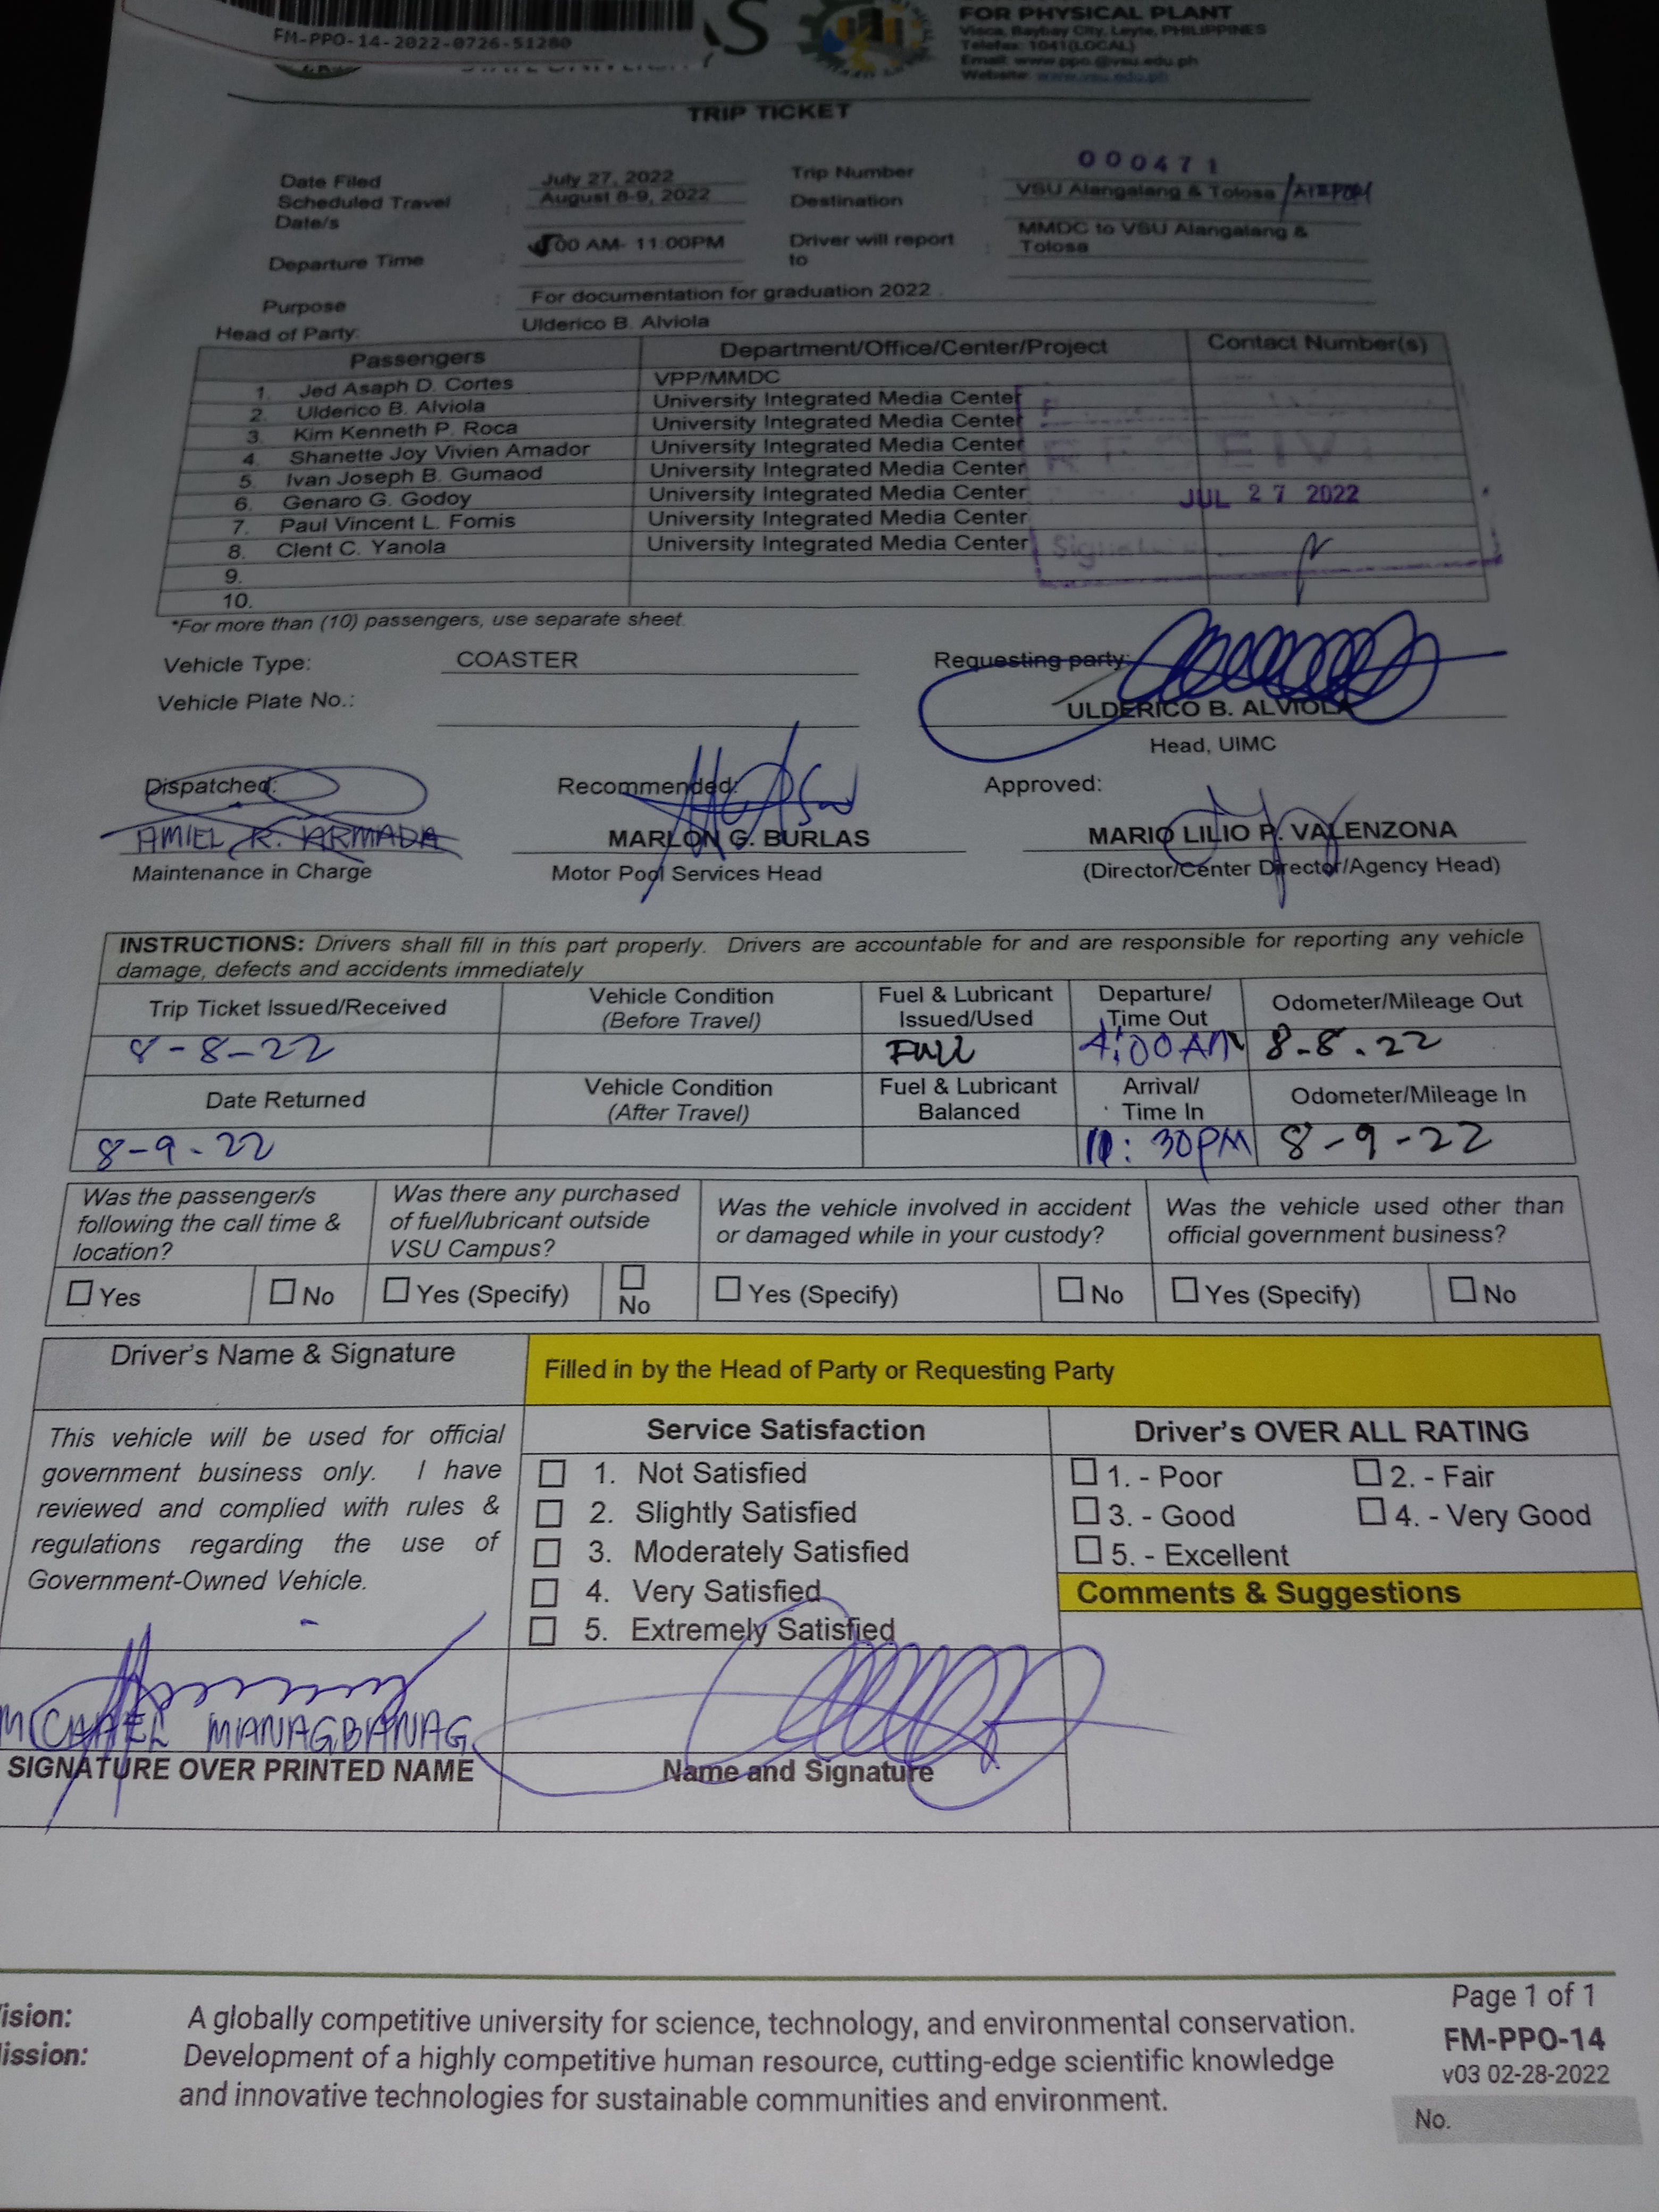 FM-PPO-14-2022-0726-51280
FOR PHYSICAL PLANT
Visca, Baybay City, Leyte, PHILIPPINES
Telefax: 1041(LOCAL)
Email: www.ppo.@vsu.edu.ph
Website: www.vsu.edu.ph
TRIP TICKET
Date Filed : July 27, 2022 Trip Number : 000471
Scheduled Travel Date/s : August 8-9, 2022 Destination : VSU Alangalang & Tolosa /AIRPORT
Departure Time : 00 AM- 11:00PM Driver will report to : MMDC to VSU Alangalang & Tolosa
Purpose : For documentation for graduation 2022 .
Head of Party: Ulderico B. Alviola
Passengers Department/Office/Center/Project Contact Number(s)
1. Jed Asaph D. Cortes VPP/MMDC
2. Ulderico B. Alviola University Integrated Media Center
3. Kim Kenneth P. Roca University Integrated Media Center
4. Shanette Joy Vivien Amador University Integrated Media Center
5. Ivan Joseph B. Gumaod University Integrated Media Center
6. Genaro G. Godoy University Integrated Media Center JUL 27 2022
7. Paul Vincent L. Fornis University Integrated Media Center
8. Clent C. Yanola University Integrated Media Center
9.
10.
*For more than (10) passengers, use separate sheet.
Vehicle Type: COASTER Requesting party:
Vehicle Plate No.: ULDERICO B. ALVIOLA
Head, UIMC
Dispatched: Recommended: Approved:
AMIEL R. ARMADA MARLON G. BURLAS MARIO LILIO P. VALENZONA
Maintenance in Charge Motor Pool Services Head (Director/Center Director/Agency Head)
INSTRUCTIONS: Drivers shall fill in this part properly. Drivers are accountable for and are responsible for reporting any vehicle
damage, defects and accidents immediately
Trip Ticket Issued/Received Vehicle Condition (Before Travel) Fuel & Lubricant Issued/Used Departure/ Time Out Odometer/Mileage Out
8-8-22 FULL 4:00 AM 8-8.22
Date Returned Vehicle Condition (After Travel) Fuel & Lubricant Balanced Arrival/ Time In Odometer/Mileage In
8-9-22 11:30PM 8-9-22
Was the passenger/s following the call time & location? Was there any purchased of fuel/lubricant outside VSU Campus? Was the vehicle involved in accident or damaged while in your custody? Was the vehicle used other than official government business?
Yes No Yes (Specify) No Yes (Specify) No Yes (Specify) No
Driver's Name & Signature Filled in by the Head of Party or Requesting Party
This vehicle will be used for official
government business only. I have
reviewed and complied with rules &
regulations regarding the use of
Government-Owned Vehicle.
Service Satisfaction
1. Not Satisfied
2. Slightly Satisfied
3. Moderately Satisfied
4. Very Satisfied
5. Extremely Satisfied
Driver's OVER ALL RATING
1. - Poor 2. - Fair
3. - Good 4. - Very Good
5. - Excellent
Comments & Suggestions
MICHAEL MANAGBANAG
SIGNATURE OVER PRINTED NAME Name and Signature
ision: A globally competitive university for science, technology, and environmental conservation.
ission: Development of a highly competitive human resource, cutting-edge scientific knowledge
and innovative technologies for sustainable communities and environment.
Page 1 of 1
FM-PPO-14
v03 02-28-2022
No.